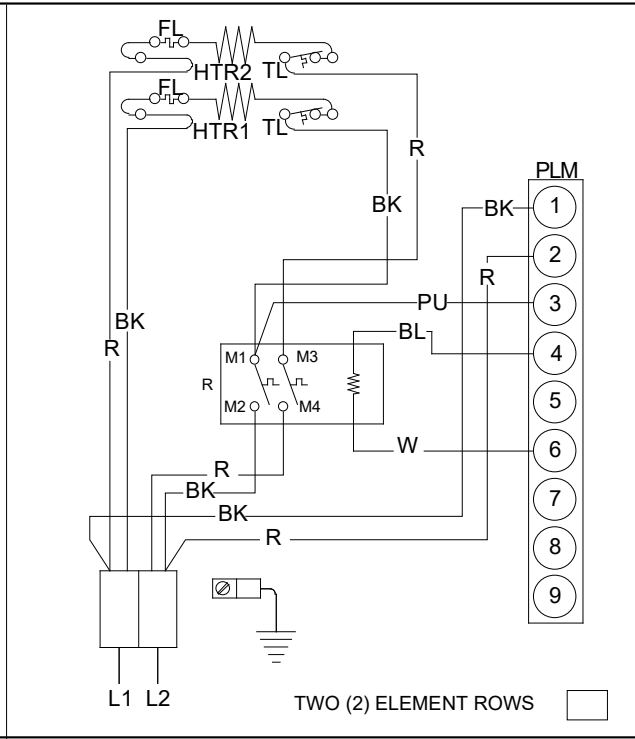 FL
HTR2 TL
FL
HTR1 TL
R
PLM
BK
BK 1
R 2
PU 3
BL 4
BK
R
M1 M3
R
M2 M4
5
W 6
R
BK
7
BK
R 8
9
L1 L2
TWO (2) ELEMENT ROWS